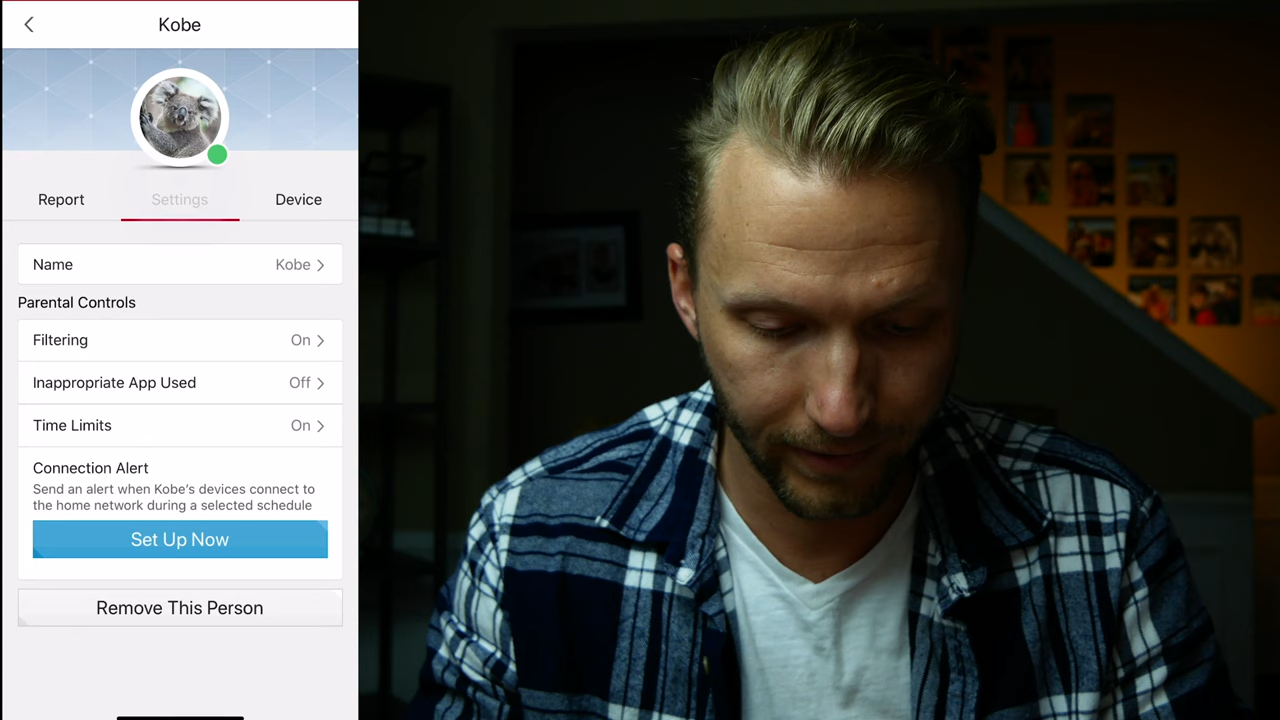 Kobe
Report
Settings
Device
Name
Kobe
Parental Controls
Filtering
On
Inappropriate App Used
Off
Time Limits
On
Connection Alert
Send an alert when Kobe's devices connect to
the home network during a selected schedule
Set Up Now
Remove This Person